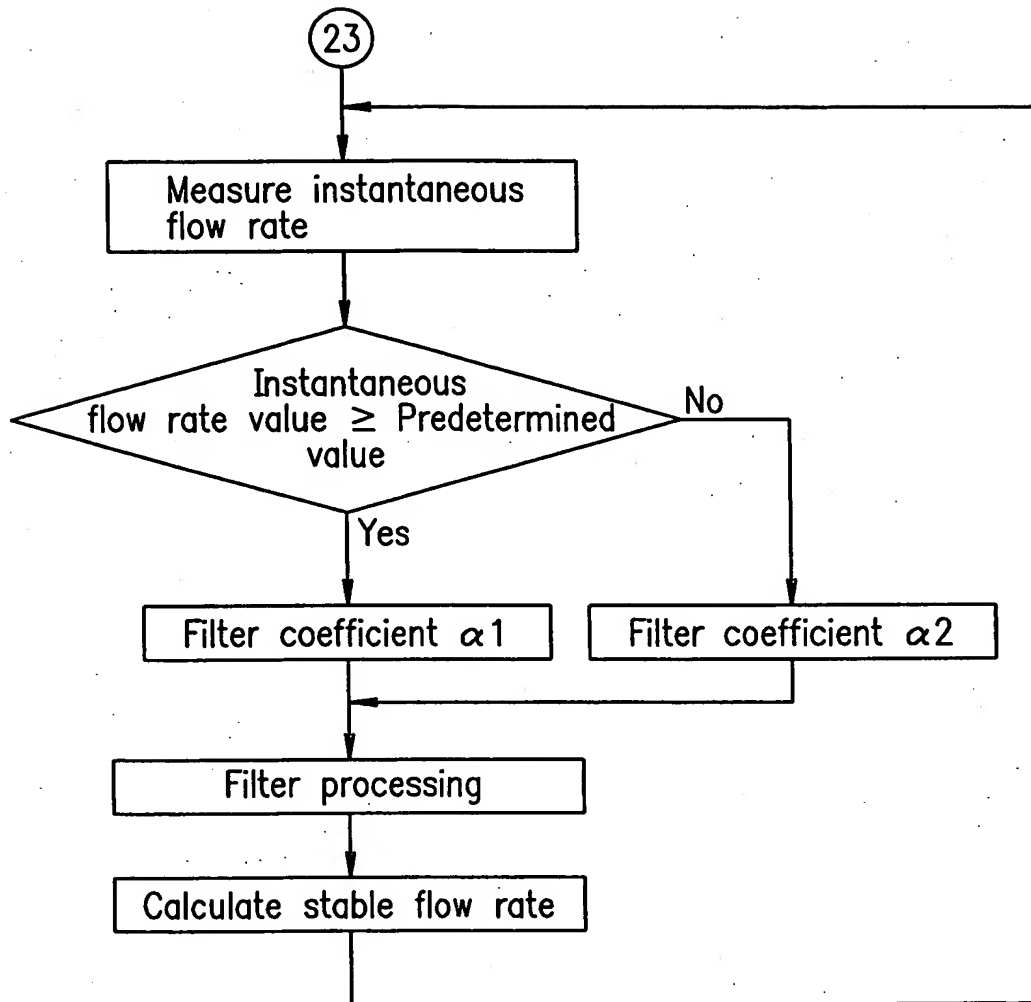 23
Measure instantaneous
flow rate
Instantaneous
flow rate value ≥ Predetermined
value
No
Yes
Filter coefficient α1
Filter coefficient α2
Filter processing
Calculate stable flow rate